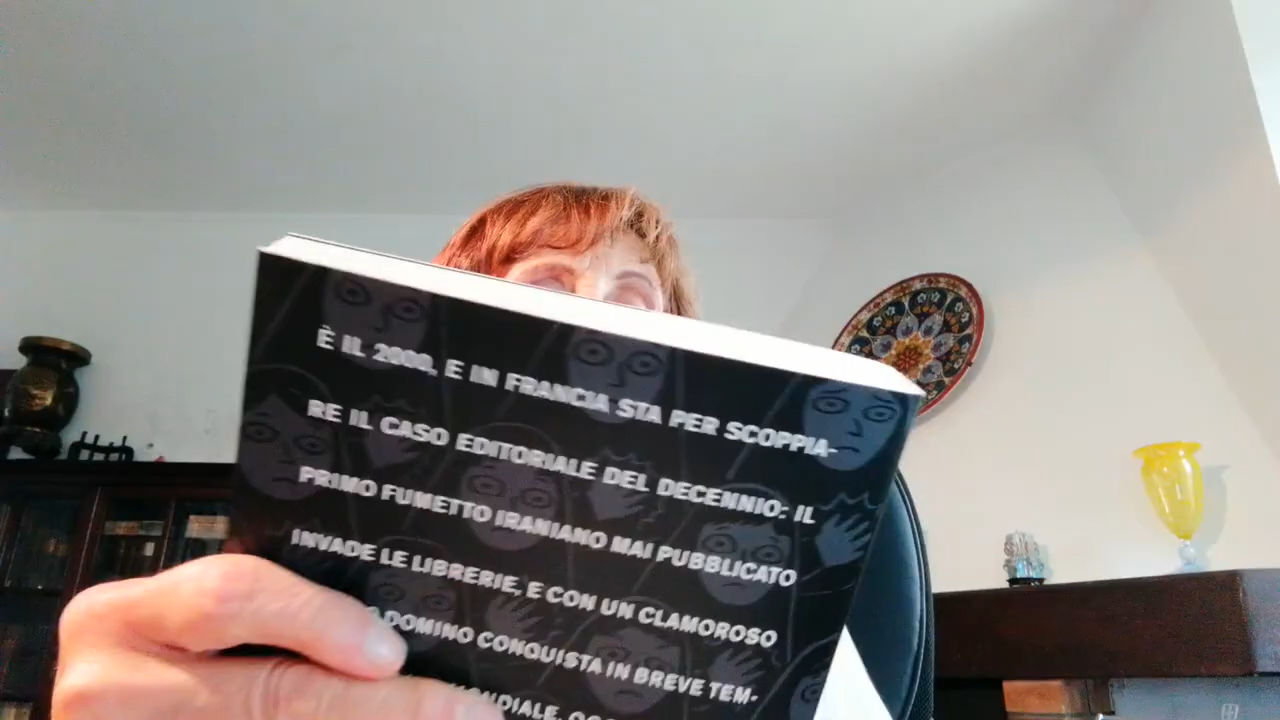 È IL 2000, E IN FRANCIA STA PER SCOPPIA-
RE IL CASO EDITORIALE DEL DECENNIO: IL
PRIMO FUMETTO IRANIANO MAI PUBBLICATO
INVADE LE LIBRERIE, E CON UN CLAMOROSO
DOMINO CONQUISTA IN BREVE TEM-